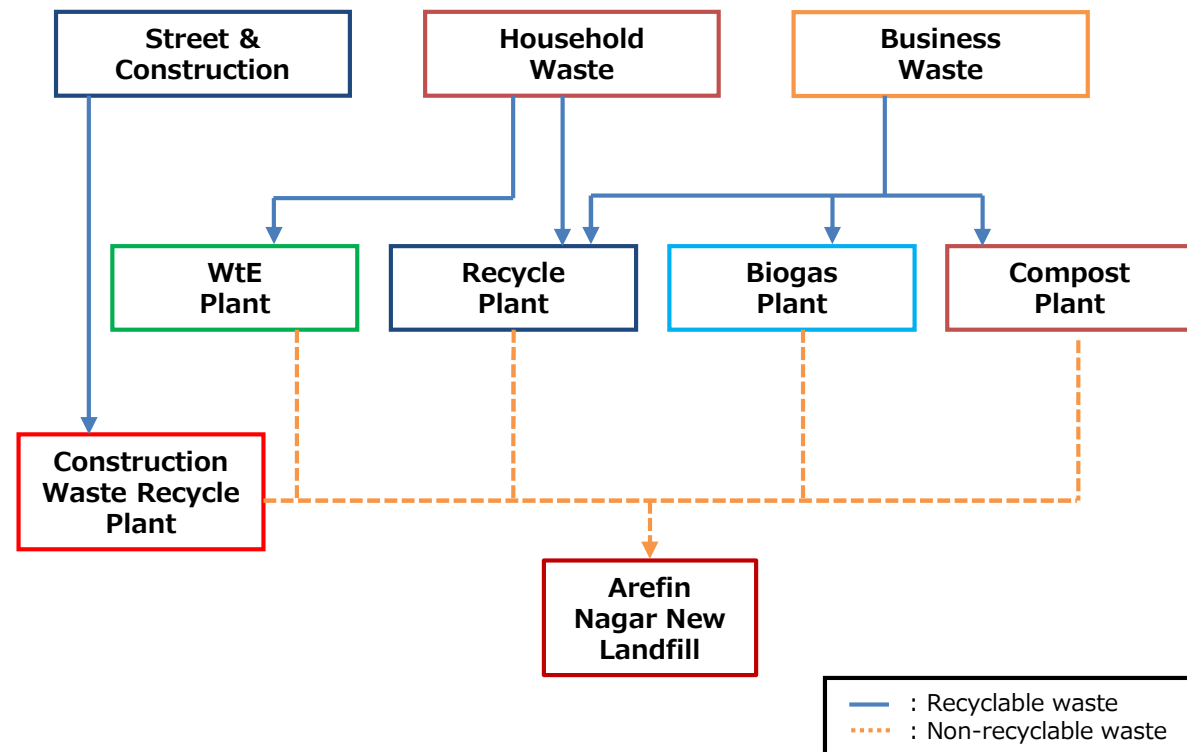 Street &
Construction
Household
Waste
Business
Waste
WtE
Plant
Recycle
Plant
Biogas
Plant
Compost
Plant
Construction
Waste Recycle
Plant
Arefin
Nagar New
Landfill
: Recyclable waste
: Non-recyclable waste